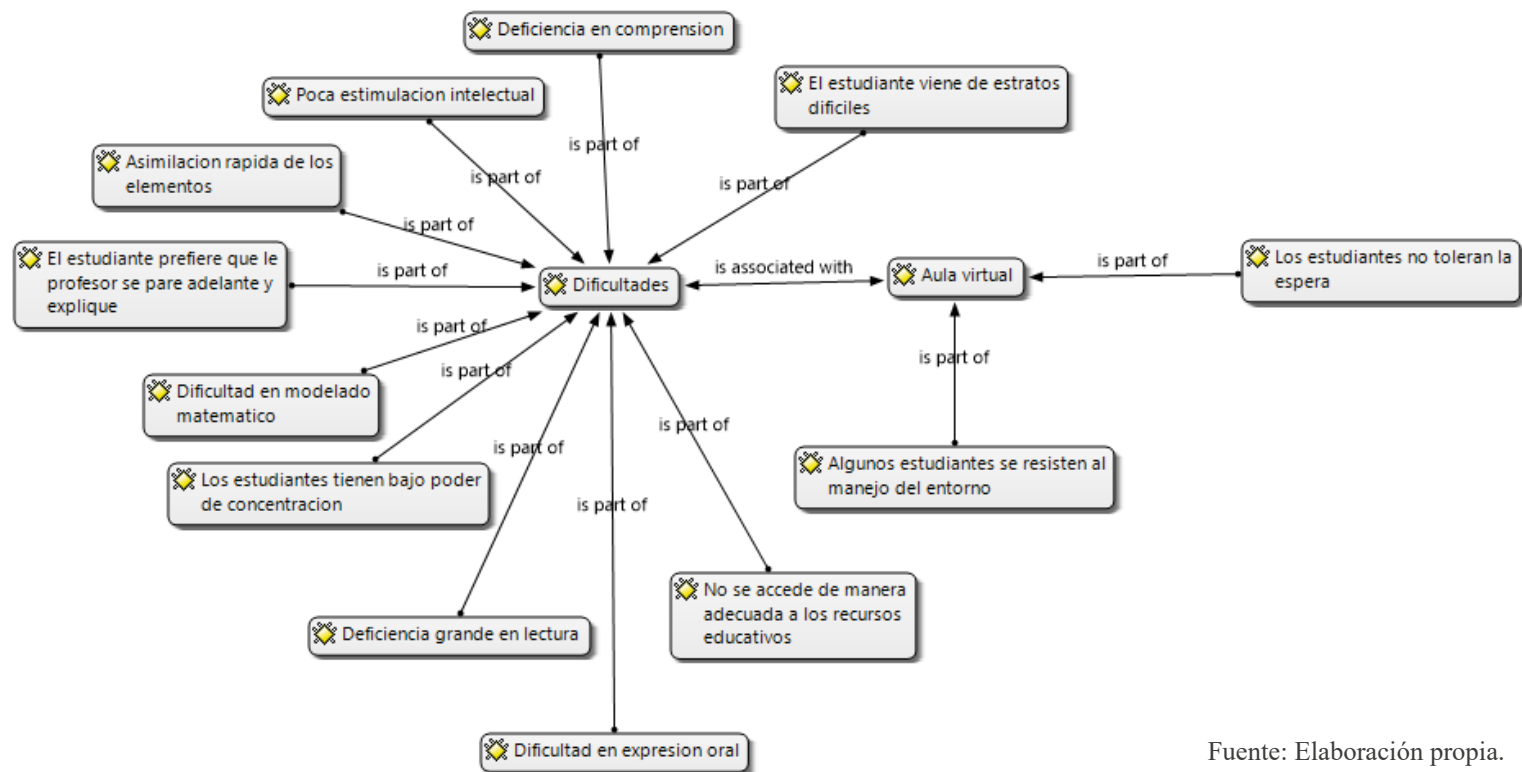 Deficiencia en comprension
El estudiante viene de estratos
dificiles
Poca estimulacion intelectual
is part of
Asimilacion rapida de los
elementos
is part of
is part of
is part of
El estudiante prefiere que le
profesor se pare adelante y
explique
is part of
Dificultades
is associated with
Aula virtual
is part of
Los estudiantes no toleran la
espera
is part of
Dificultad en modelado
matematico
is part of
Los estudiantes tienen bajo poder
de concentracion
is part of
Algunos estudiantes se resisten al
manejo del entorno
is part of
Deficiencia grande en lectura
is part of
No se accede de manera
adecuada a los recursos
educativos
is part of
Dificultad en expresion oral
is part of
Fuente: Elaboración propia.